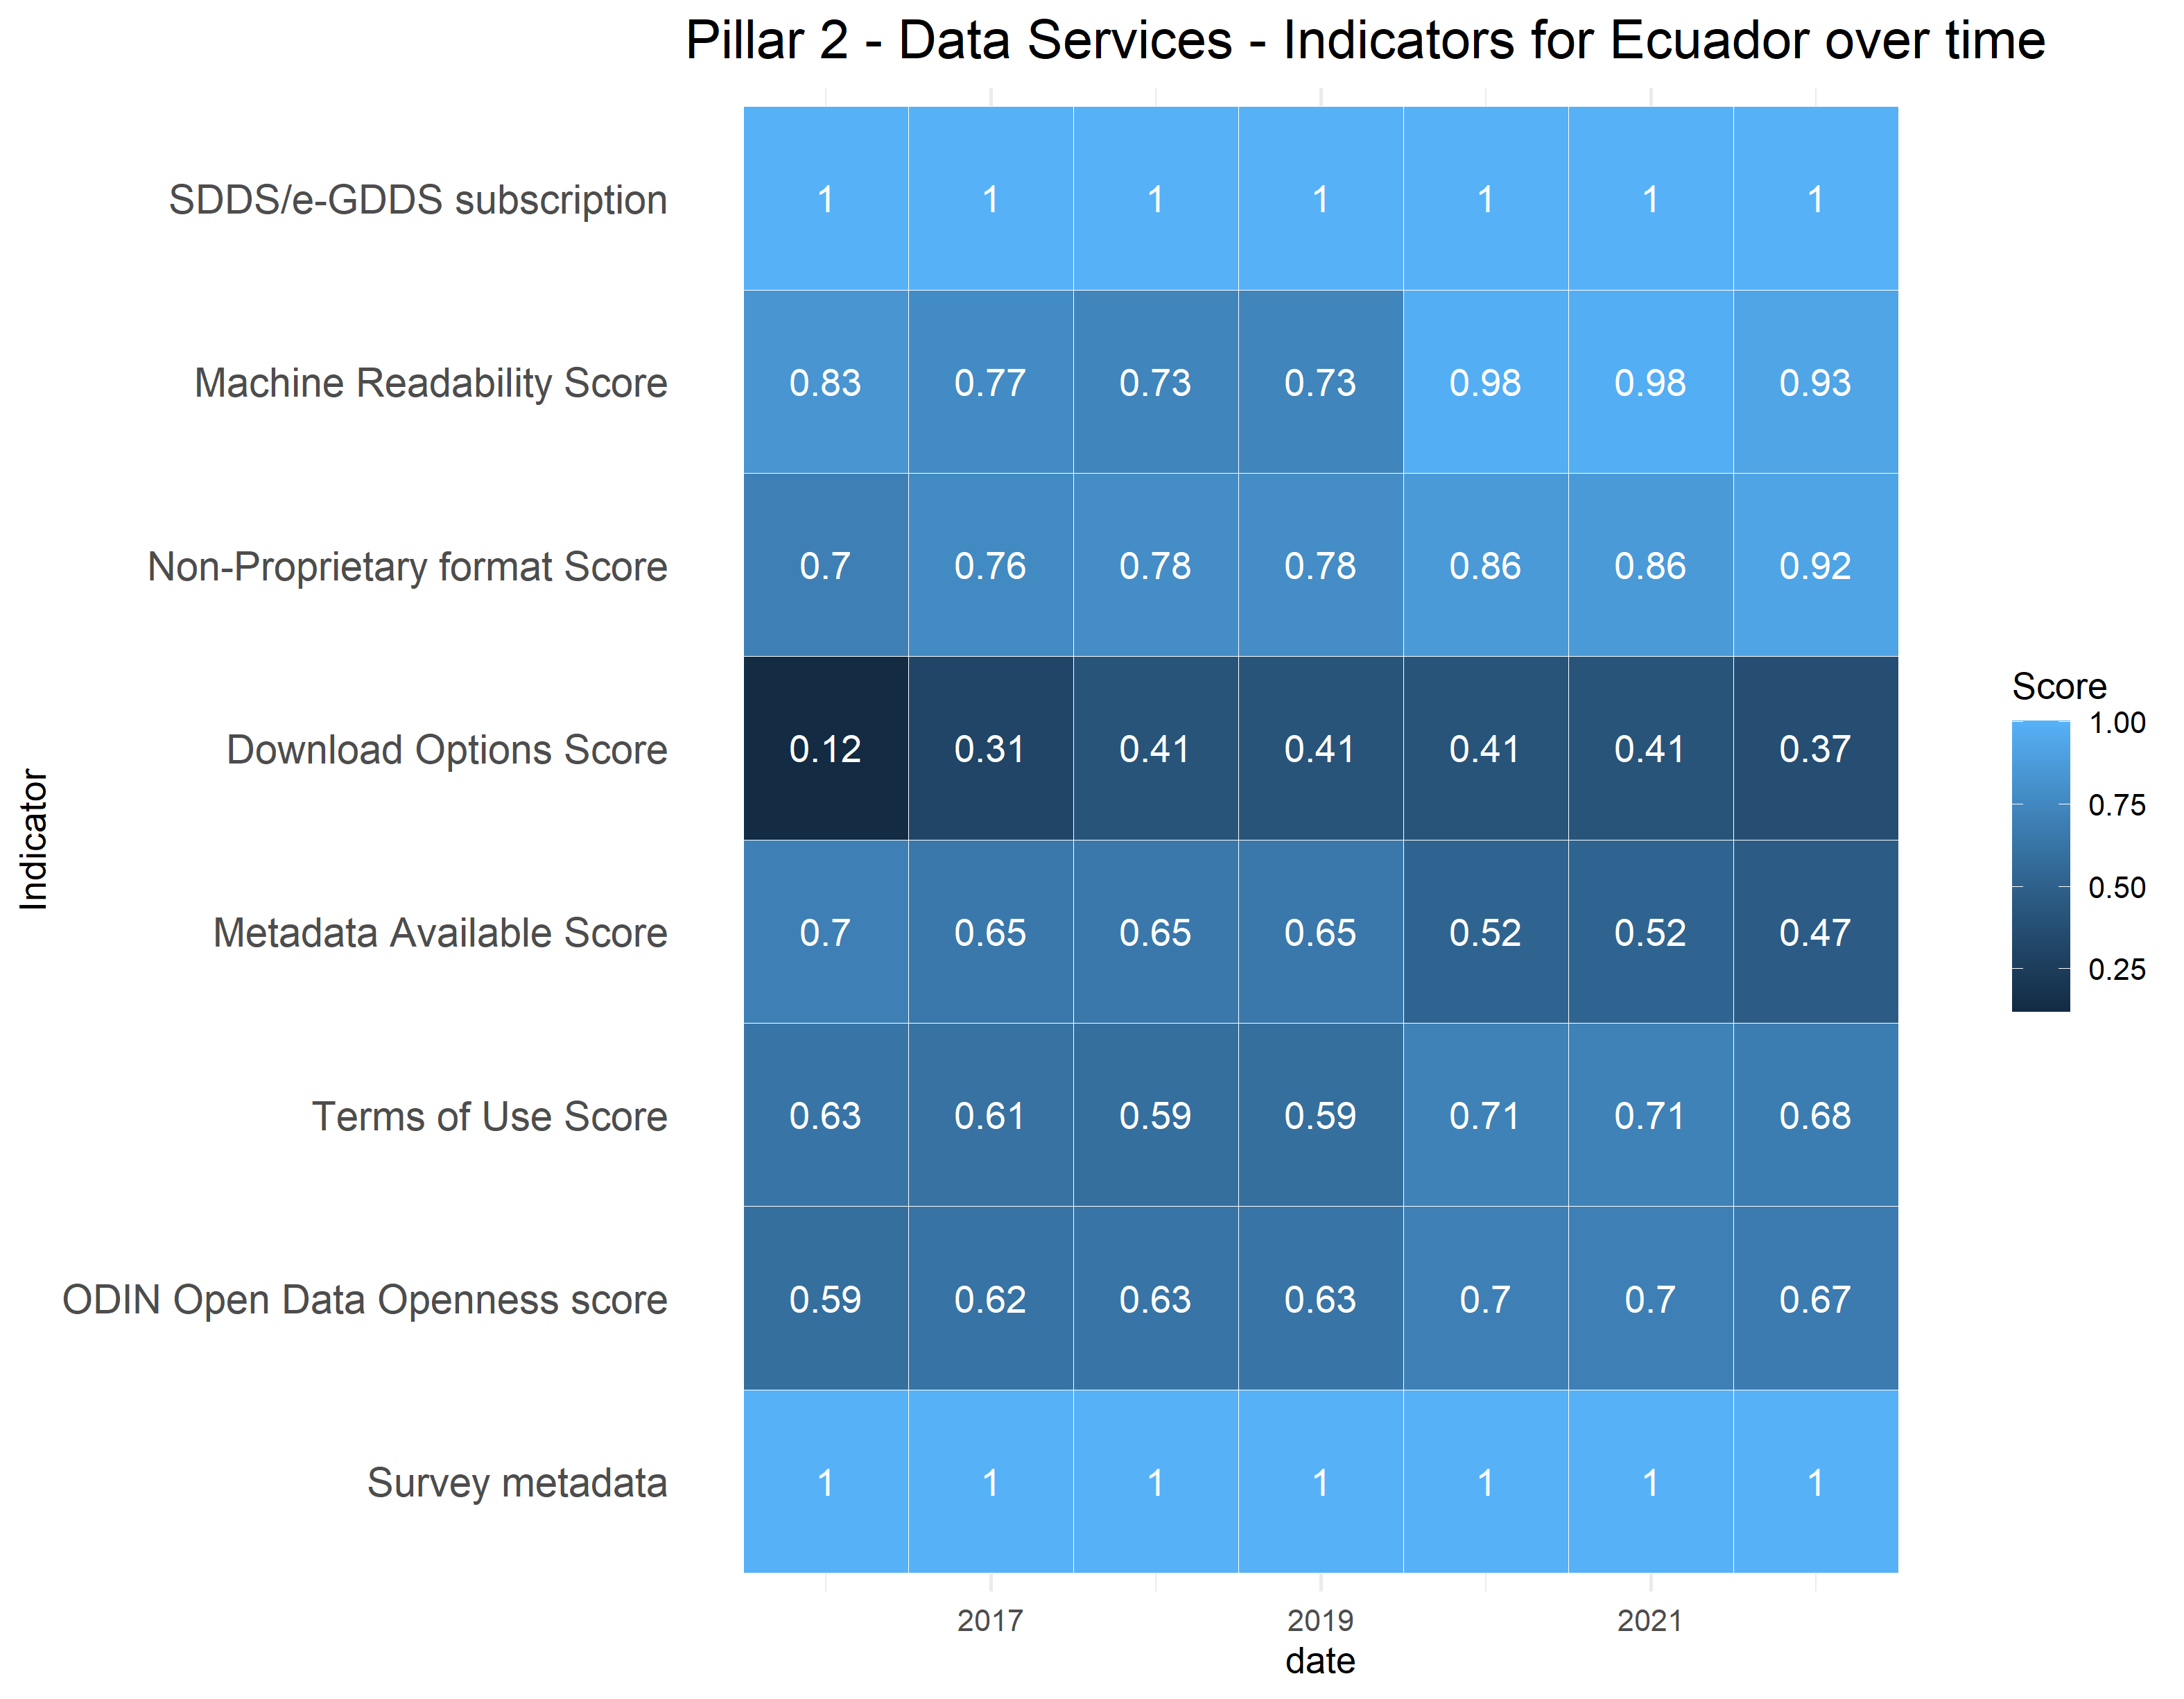 Pillar 2 - Data Services - Indicators for Ecuador over time
Indicator
SDDS/e-GDDS subscription 1 1 1 1 1 1 1
Machine Readability Score 0.83 0.77 0.73 0.73 0.98 0.98 0.93
Non-Proprietary format Score 0.7 0.76 0.78 0.78 0.86 0.86 0.92
Download Options Score 0.12 0.31 0.41 0.41 0.41 0.41 0.37
Metadata Available Score 0.7 0.65 0.65 0.65 0.52 0.52 0.47
Terms of Use Score 0.63 0.61 0.59 0.59 0.71 0.71 0.68
ODIN Open Data Openness score 0.59 0.62 0.63 0.63 0.7 0.7 0.67
Survey metadata 1 1 1 1 1 1 1
2017 2019 2021
date
Score
1.00
0.75
0.50
0.25